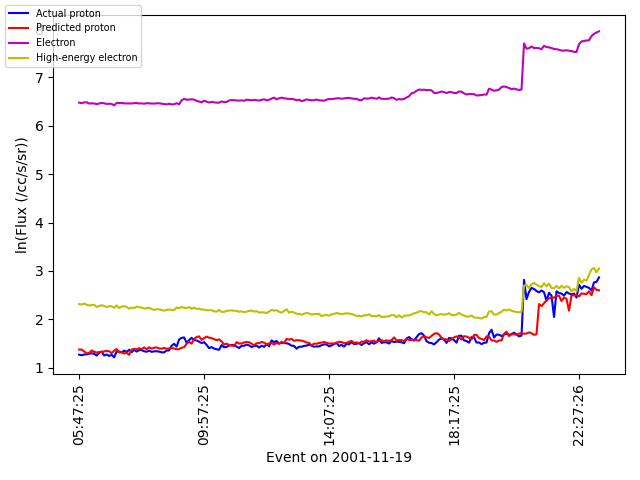 Actual proton
Predicted proton
Electron
High-energy electron
7
6
5
4
3
2
1
ln(Flux (/cc/s/sr))
05:47:25
09:57:25
14:07:25
18:17:25
22:27:26
Event on 2001-11-19